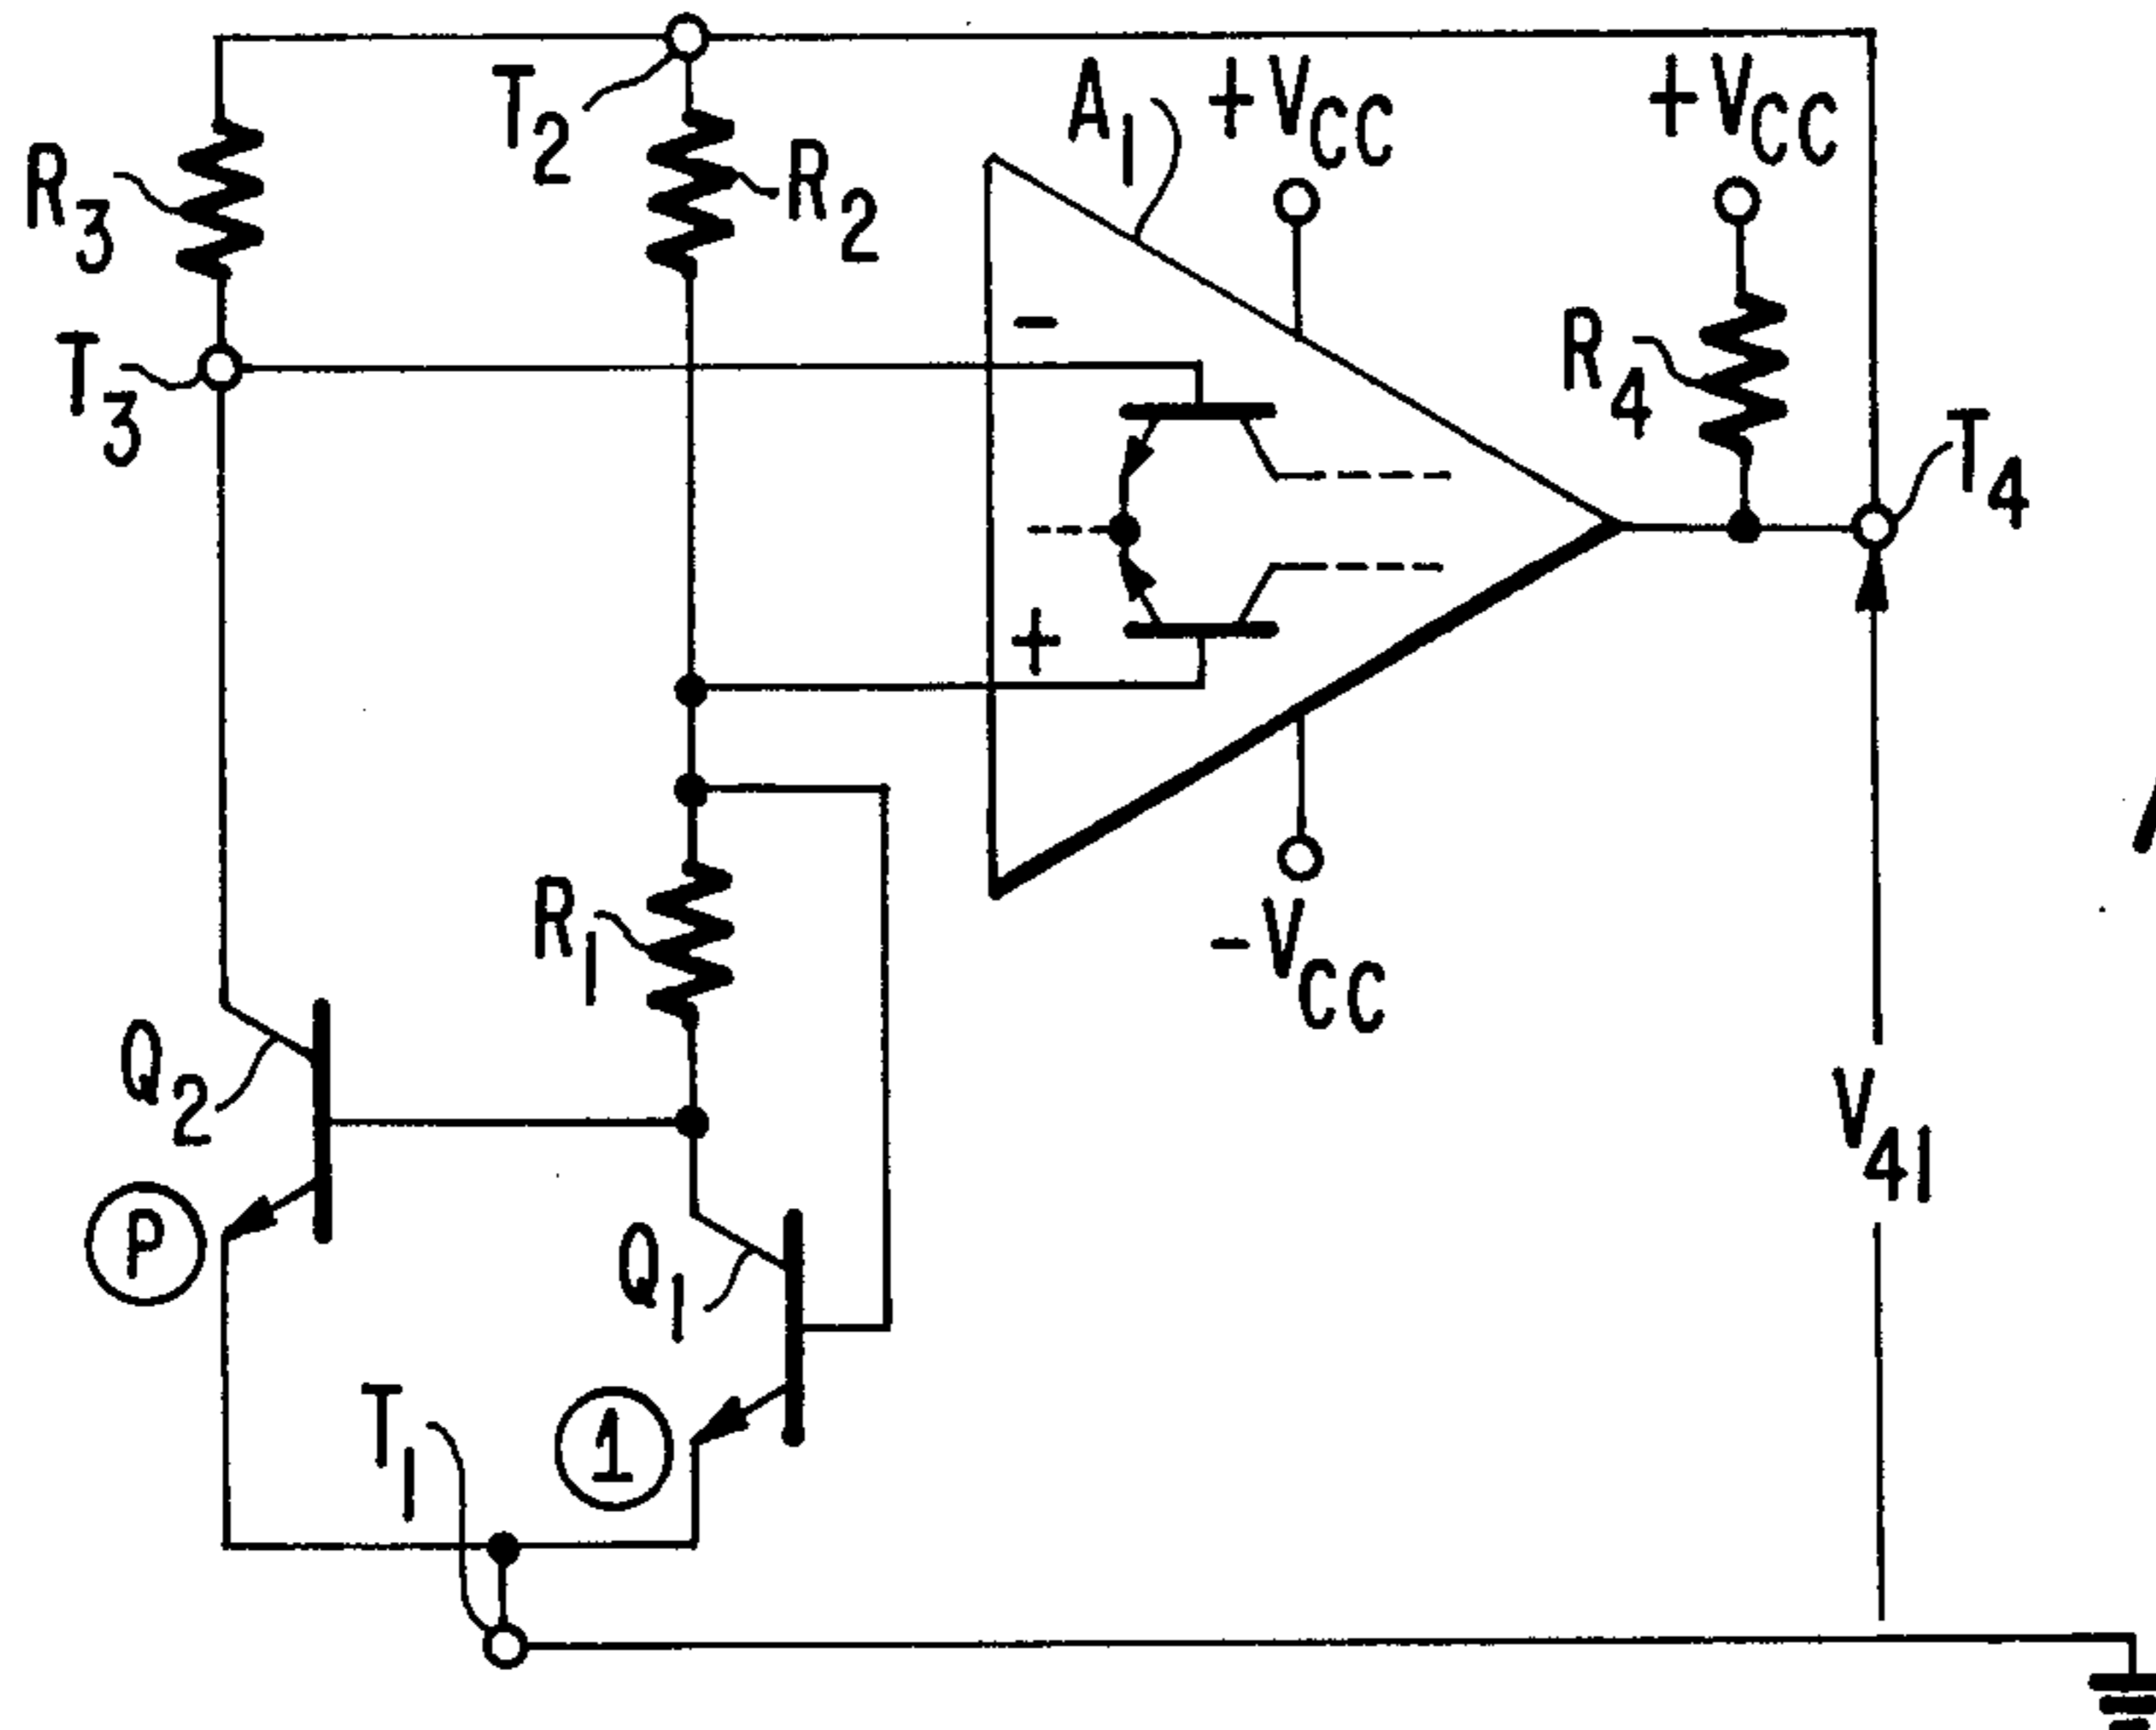 T2
A1
+VCC
+VCC
R3
R2
T3
-
R4
T4
+
R1
-VCC
Q2
V41
P
Q1
T1
1